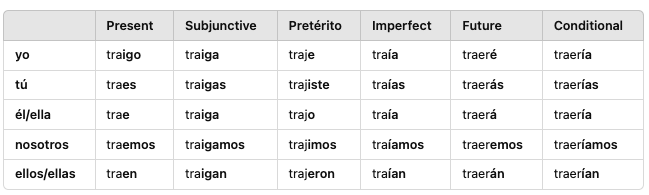 Present Subjunctive Pretérito Imperfect Future Conditional
yo traigo traiga traje traía traeré traería
tú traes traigas trajiste traías traerás traerías
él/ella trae traiga trajo traía traerá traería
nosotros traemos traigamos trajimos traíamos traeremos traeríamos
ellos/ellas traen traigan trajeron traían traerán traerían